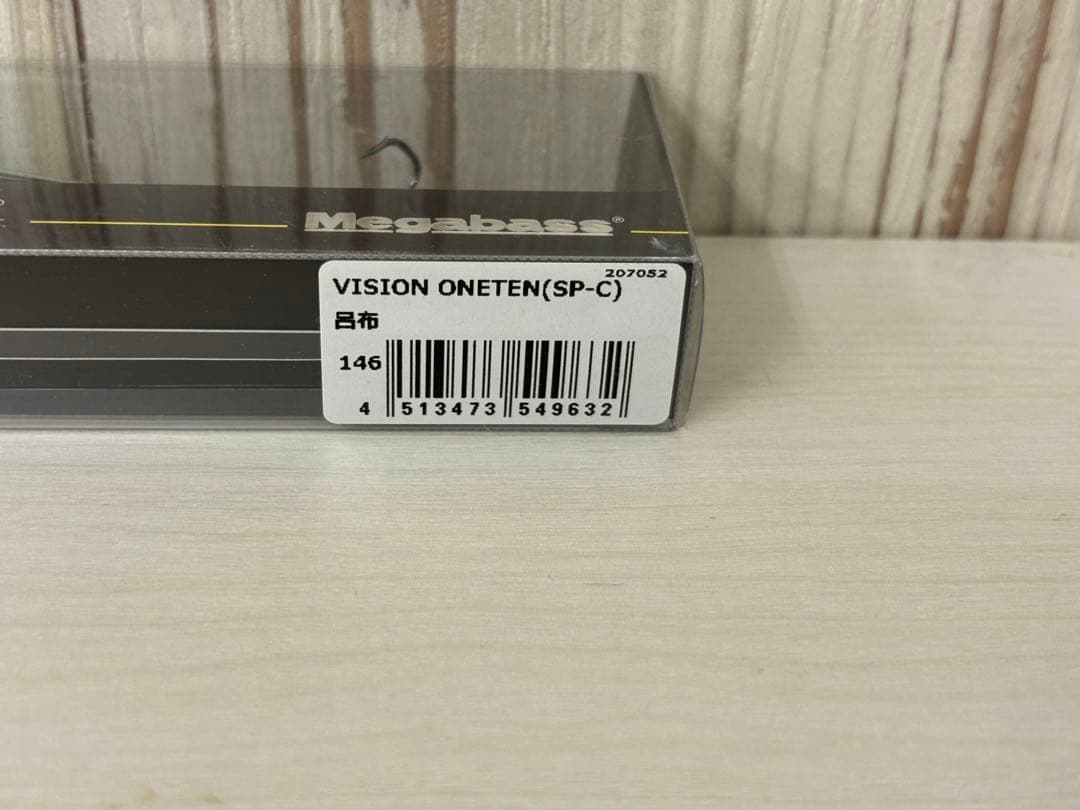 Megabass®
207052
VISION ONETEN(SP-C)
呂布
146
4 513473 549632